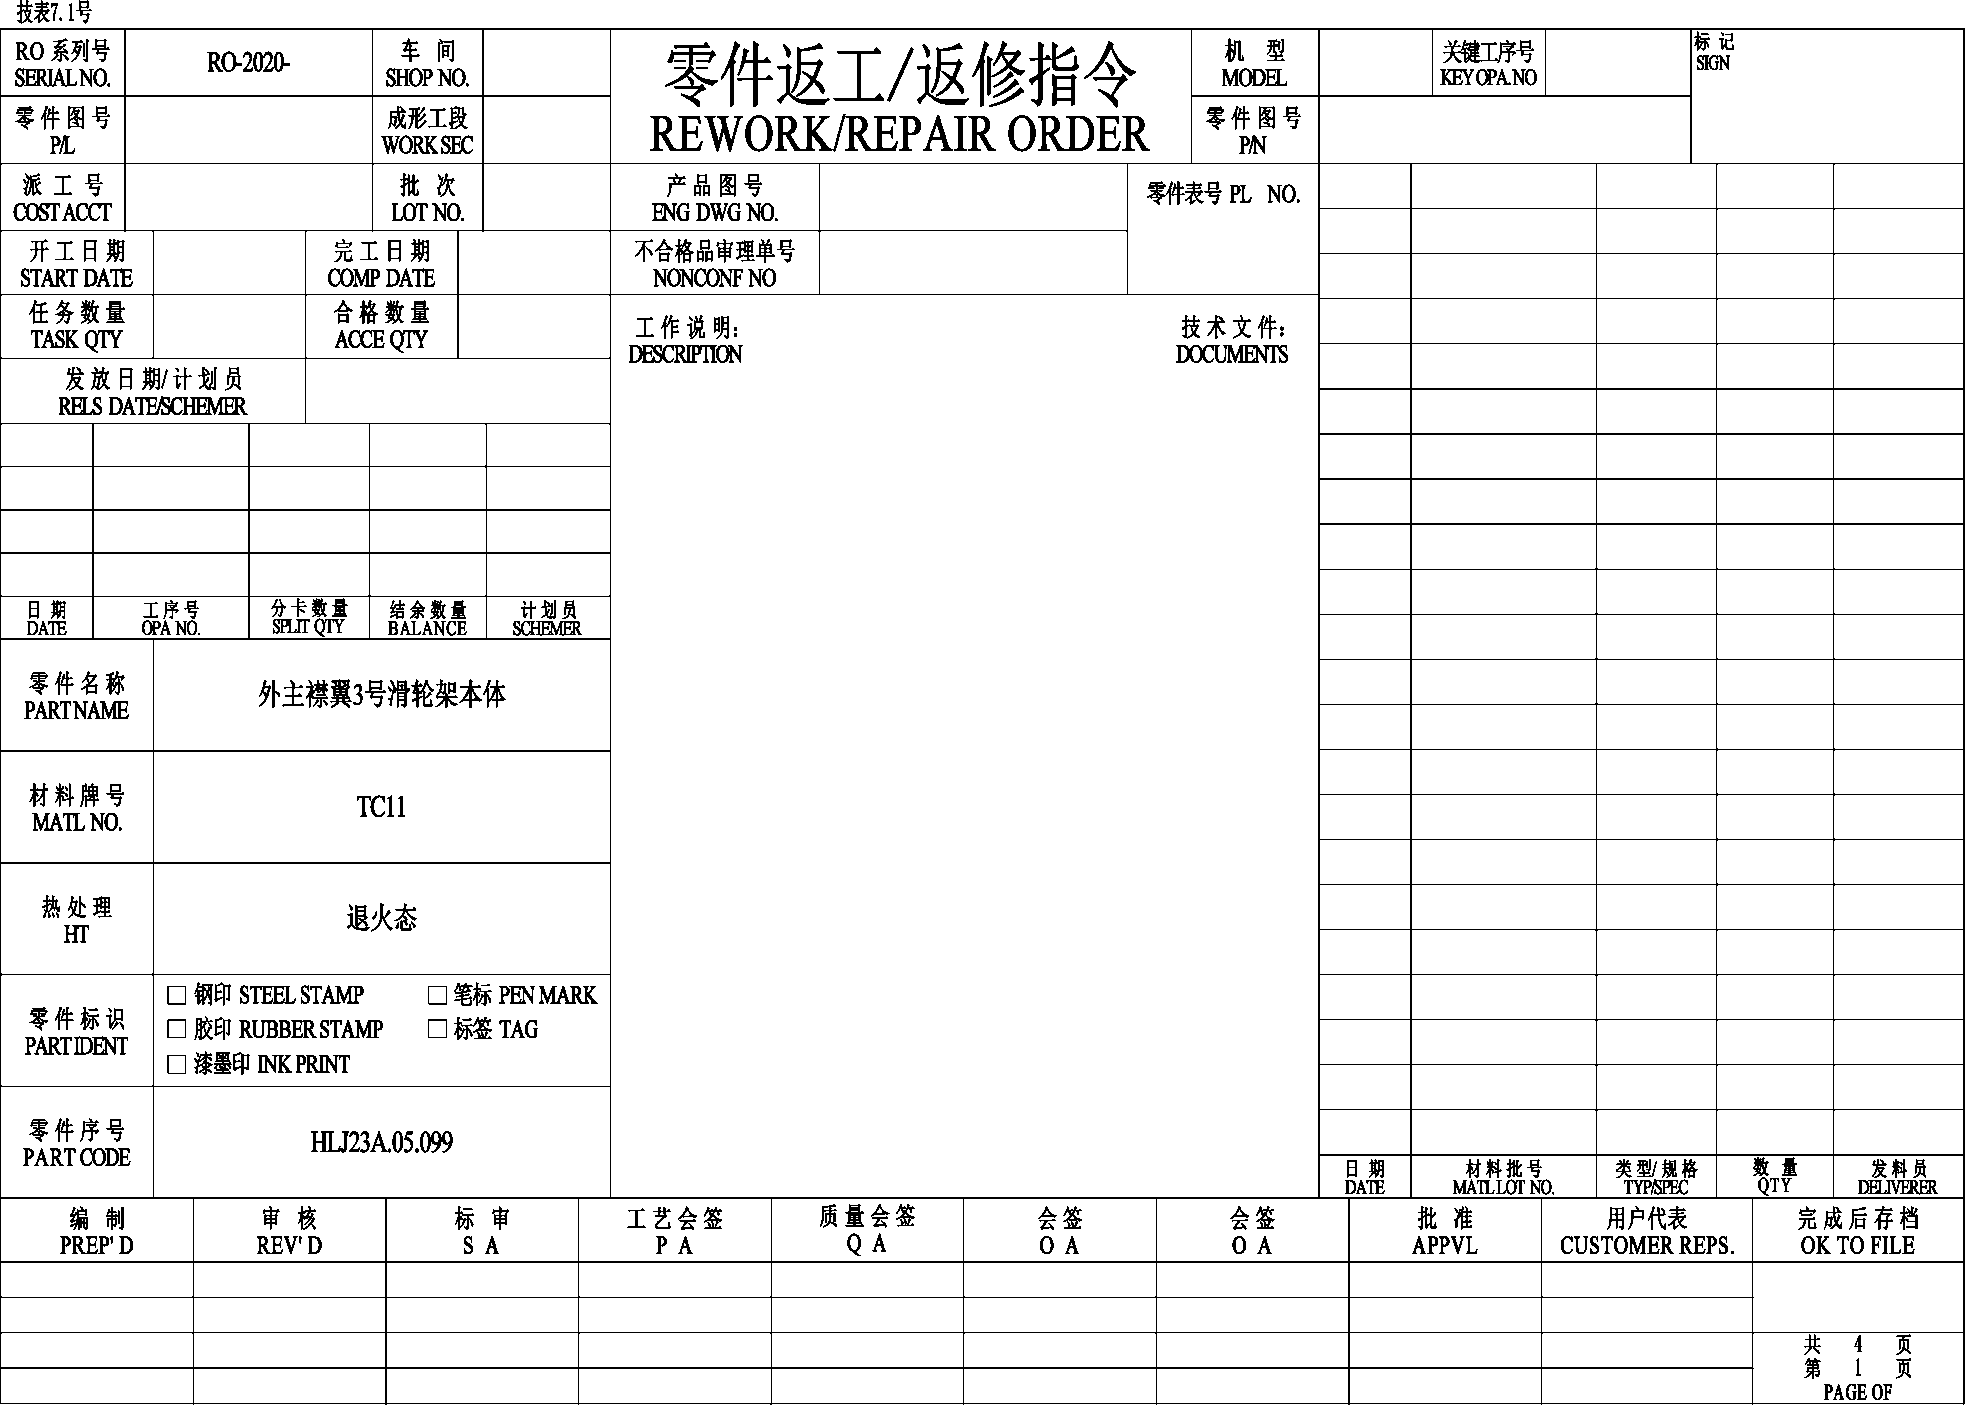 技表7.1号
RO 系列号
SERIAL NO.
RO-2020-
车 间
SHOP NO.
零件返工/返修指令
REWORK/REPAIR ORDER
机 型
MODEL
关键工序号
KEY OPA.NO
标 记
SIGN
零 件 图 号
P/L
成形工段
WORK SEC
零 件 图 号
P/N
派 工 号
COST ACCT
批 次
LOT NO.
产 品 图 号
ENG DWG NO.
零件表号 PL NO.
开 工 日 期
START DATE
完 工 日 期
COMP DATE
不合格品审理单号
NONCONF NO
任 务 数 量
TASK QTY
合 格 数 量
ACCE QTY
工 作 说 明:
DESCRIPTION
技 术 文 件:
DOCUMENTS
发 放 日 期/ 计 划 员
RELS DATE/SCHEMER
日 期
DATE
工 序 号
OPA NO.
分 卡 数 量
SPLIT QTY
结 余 数 量
BALANCE
计 划 员
SCHEMER
零 件 名 称
PART NAME
外主襟翼3号滑轮架本体
材 料 牌 号
MATL NO.
TC11
热 处 理
HT
退火态
零 件 标 识
PART IDENT
□ 钢印 STEEL STAMP
□ 笔标 PEN MARK
□ 胶印 RUBBER STAMP
□ 标签 TAG
□ 漆墨印 INK PRINT
零 件 序 号
PART CODE
HLJ23A.05.099
日 期
DATE
材 料 批 号
MATL LOT NO.
类 型/ 规 格
TYP/SPEC
数 量
QTY
发 料 员
DELIVERER
编 制
PREP' D
审 核
REV' D
标 审
S A
工 艺 会 签
P A
质 量 会 签
Q A
会 签
O A
会 签
O A
批 准
APPVL
用户代表
CUSTOMER REPS.
完 成 后 存 档
OK TO FILE
共 4 页
第 1 页
PAGE OF